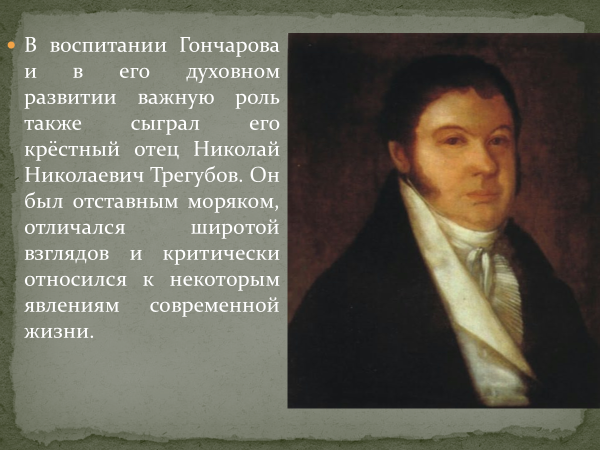 • В воспитании Гончарова
и в его духовном
развитии важную роль
также сыграл его
крёстный отец Николай
Николаевич Трегубов. Он
был отставным моряком,
отличался широтой
взглядов и критически
относился к некоторым
явлениям современной
жизни.